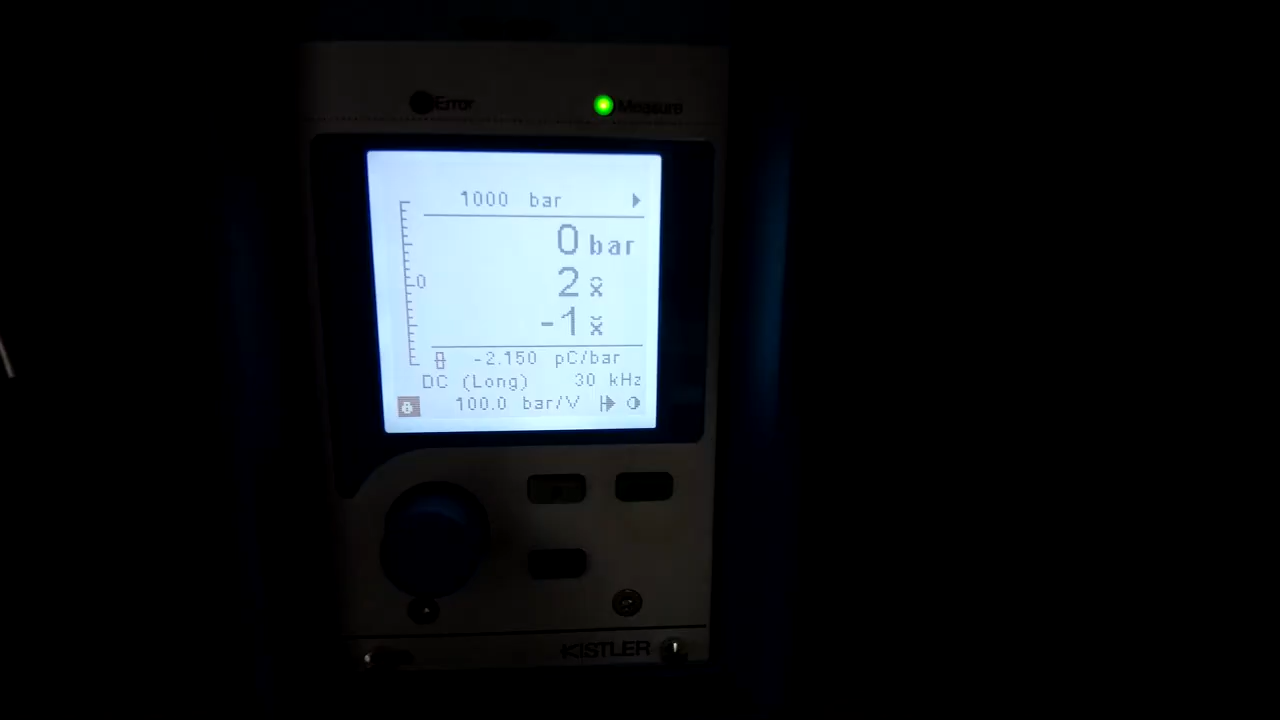 Error Measure
1000 bar
0 bar
0
2 x̂
-1 x̌
-2.150 pC/bar
DC (Long) 30 kHz
100.0 bar/V
KISTLER